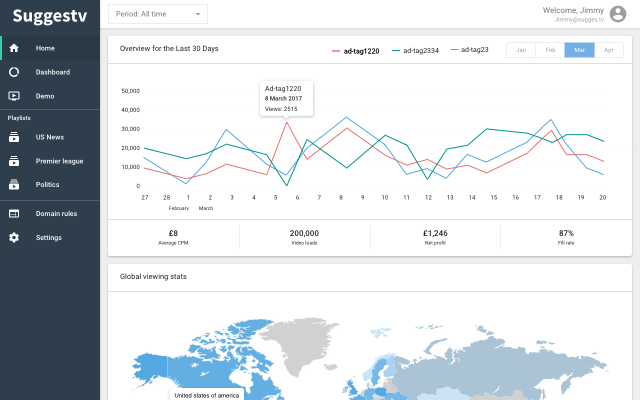 Suggestv
Period: All time
Welcome, Jimmy
Jimmy@sugges.tv
Home
Dashboard
Demo
Playlists
US News
Premier league
Politics
Domain rules
Settings
Overview for the Last 30 Days
ad-tag1220
ad-tag2334
ad-tag23
Jan
Feb
Mar
Apr
Ad-tag1220
8 March 2017
Views: 2515
50,000
40,000
30,000
20,000
10,000
0
27 28 1 2 3 4 5 6 7 8 9 10 11 12 13 14 15 16 17 18 19 20
February March
£8
Average CPM
200,000
Video loads
£1,246
Net profit
87%
Fill rate
Global viewing stats
United states of america